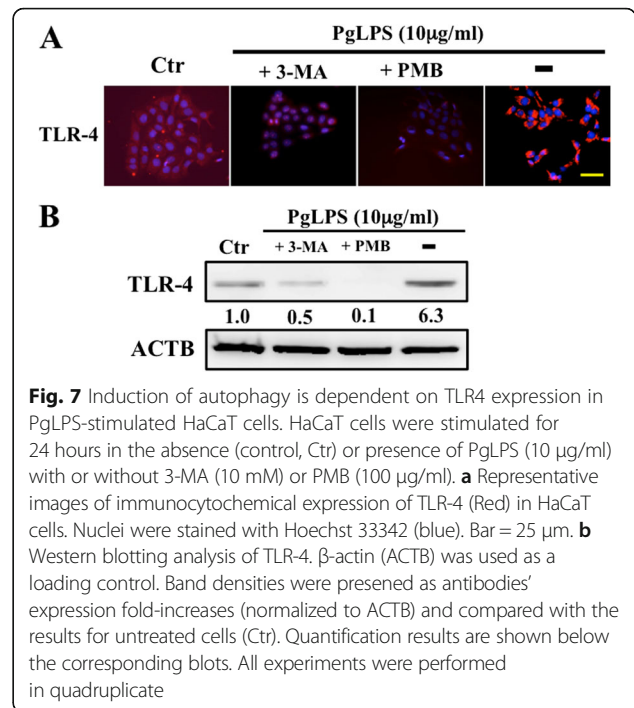 A
PgLPS (10μg/ml)
Ctr
+ 3-MA
+ PMB
−
TLR-4
B
PgLPS (10μg/ml)
Ctr
+ 3-MA
+ PMB
−
TLR-4
1.0 0.5 0.1 6.3
ACTB
Fig. 7 Induction of autophagy is dependent on TLR4 expression in
PgLPS-stimulated HaCaT cells. HaCaT cells were stimulated for
24 hours in the absence (control, Ctr) or presence of PgLPS (10 μg/ml)
with or without 3-MA (10 mM) or PMB (100 μg/ml). a Representative
images of immunocytochemical expression of TLR-4 (Red) in HaCaT
cells. Nuclei were stained with Hoechst 33342 (blue). Bar = 25 μm. b
Western blotting analysis of TLR-4. β-actin (ACTB) was used as a
loading control. Band densities were presened as antibodies’
expression fold-increases (normalized to ACTB) and compared with the
results for untreated cells (Ctr). Quantification results are shown below
the corresponding blots. All experiments were performed
in quadruplicate